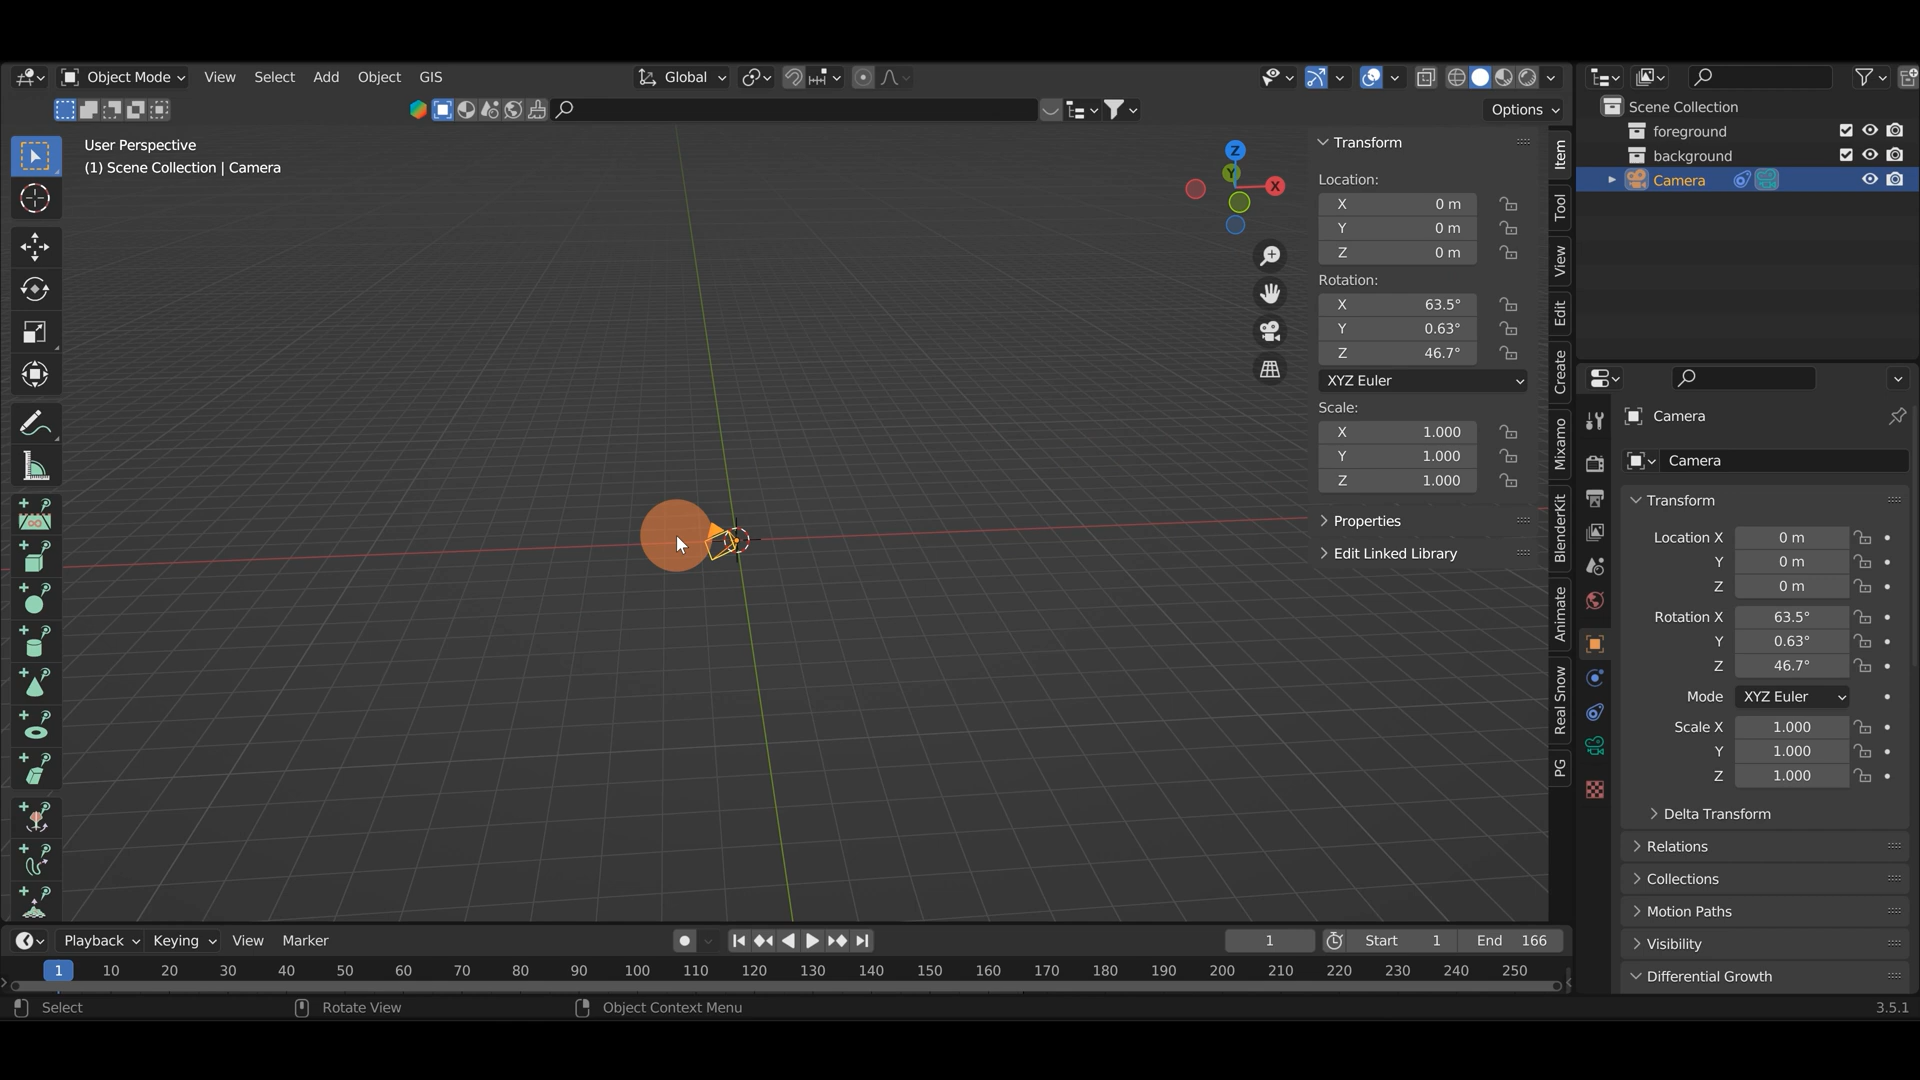 Object Mode View Select Add Object GIS Global
Options
User Perspective
(1) Scene Collection | Camera
Z
Y
X
Transform
Location:
X 0 m
Y 0 m
Z 0 m
Rotation:
X 63.5°
Y 0.63°
Z 46.7°
XYZ Euler
Scale:
X 1.000
Y 1.000
Z 1.000
Properties
Edit Linked Library
Item
Tool
View
Edit
Create
Mixamo
BlenderKit
Animate
Real Snow
PG
Scene Collection
foreground
background
Camera
Camera
Camera
Transform
Location X 0 m
Y 0 m
Z 0 m
Rotation X 63.5°
Y 0.63°
Z 46.7°
Mode XYZ Euler
Scale X 1.000
Y 1.000
Z 1.000
Delta Transform
Relations
Collections
Motion Paths
Visibility
Differential Growth
Playback Keying View Marker 1 Start 1 End 166
1 10 20 30 40 50 60 70 80 90 100 110 120 130 140 150 160 170 180 190 200 210 220 230 240 250
Select Rotate View Object Context Menu 3.5.1